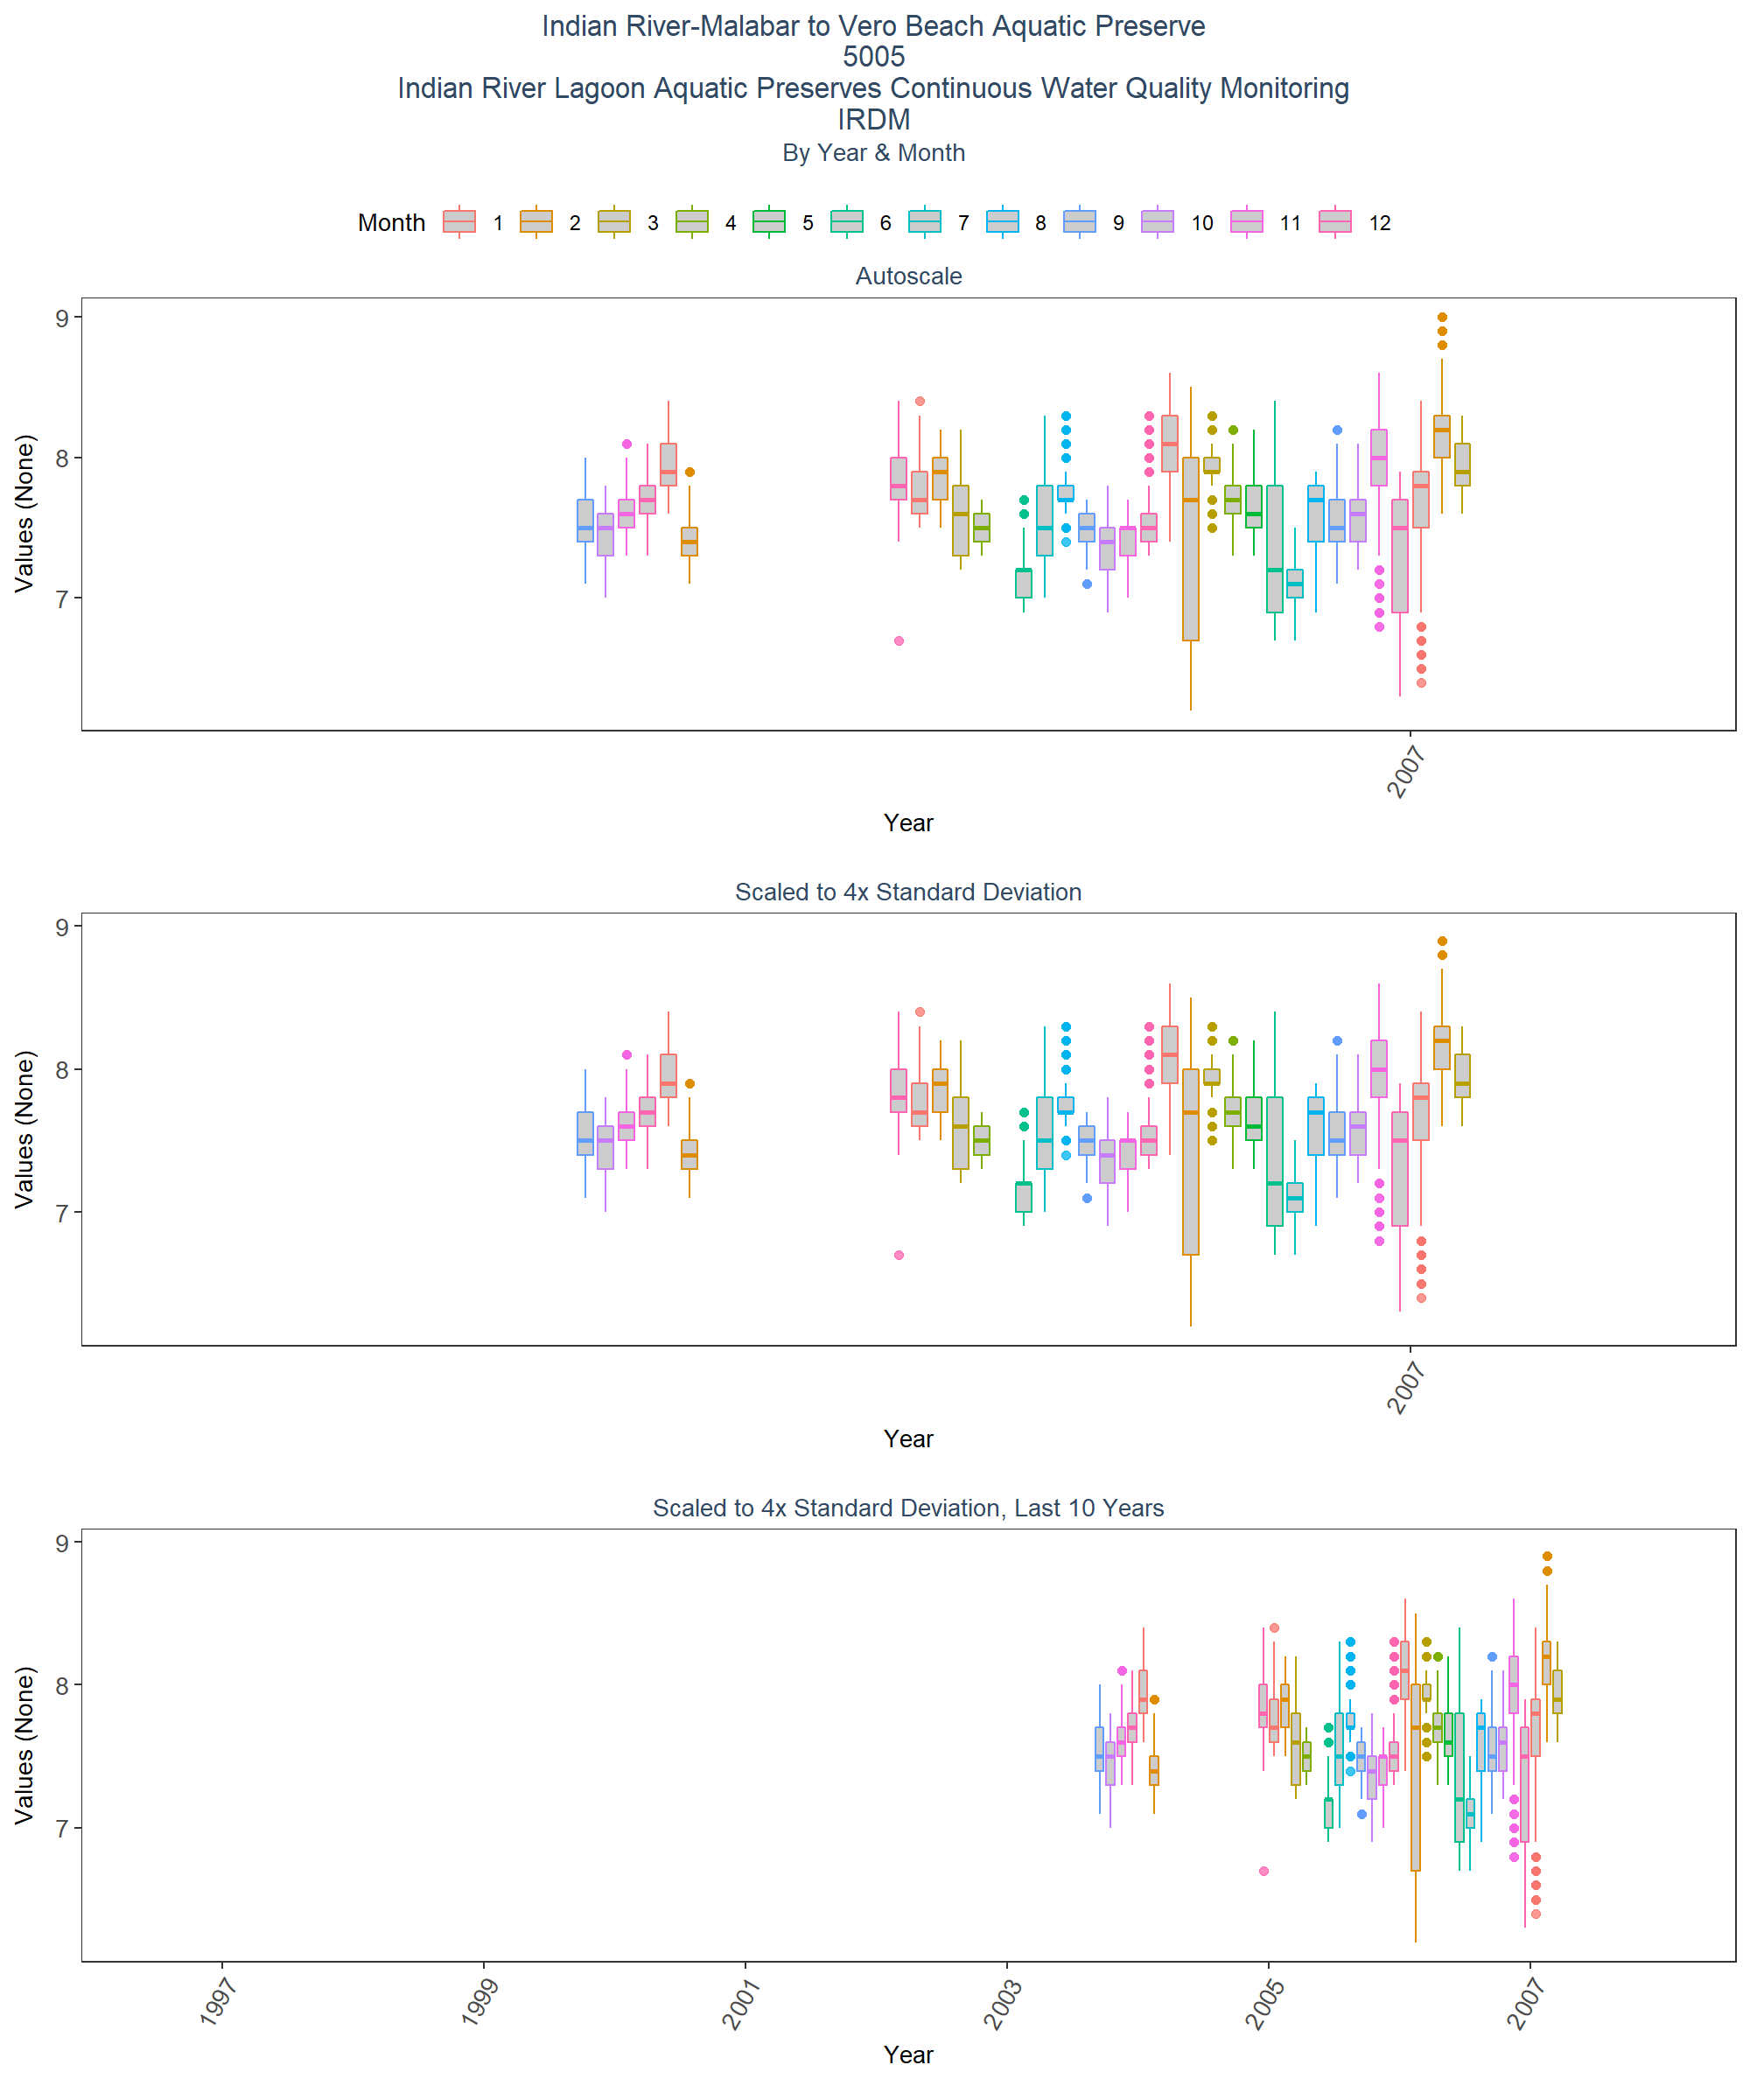 Indian River-Malabar to Vero Beach Aquatic Preserve
5005
Indian River Lagoon Aquatic Preserves Continuous Water Quality Monitoring
IRDM
By Year & Month
Month 1 2 3 4 5 6 7 8 9 10 11 12
Autoscale
9
8
7
Values (None)
2007
Year
Scaled to 4x Standard Deviation
9
8
7
Values (None)
2007
Year
Scaled to 4x Standard Deviation, Last 10 Years
9
8
7
Values (None)
1997 1999 2001 2003 2005 2007
Year